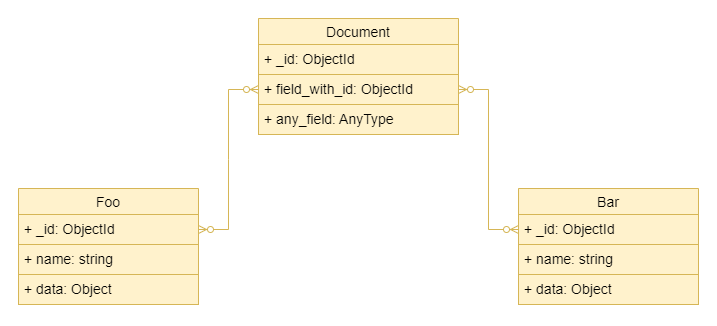 Document
+ _id: ObjectId
+ field_with_id: ObjectId
+ any_field: AnyType
Foo
+ _id: ObjectId
+ name: string
+ data: Object
Bar
+ _id: ObjectId
+ name: string
+ data: Object